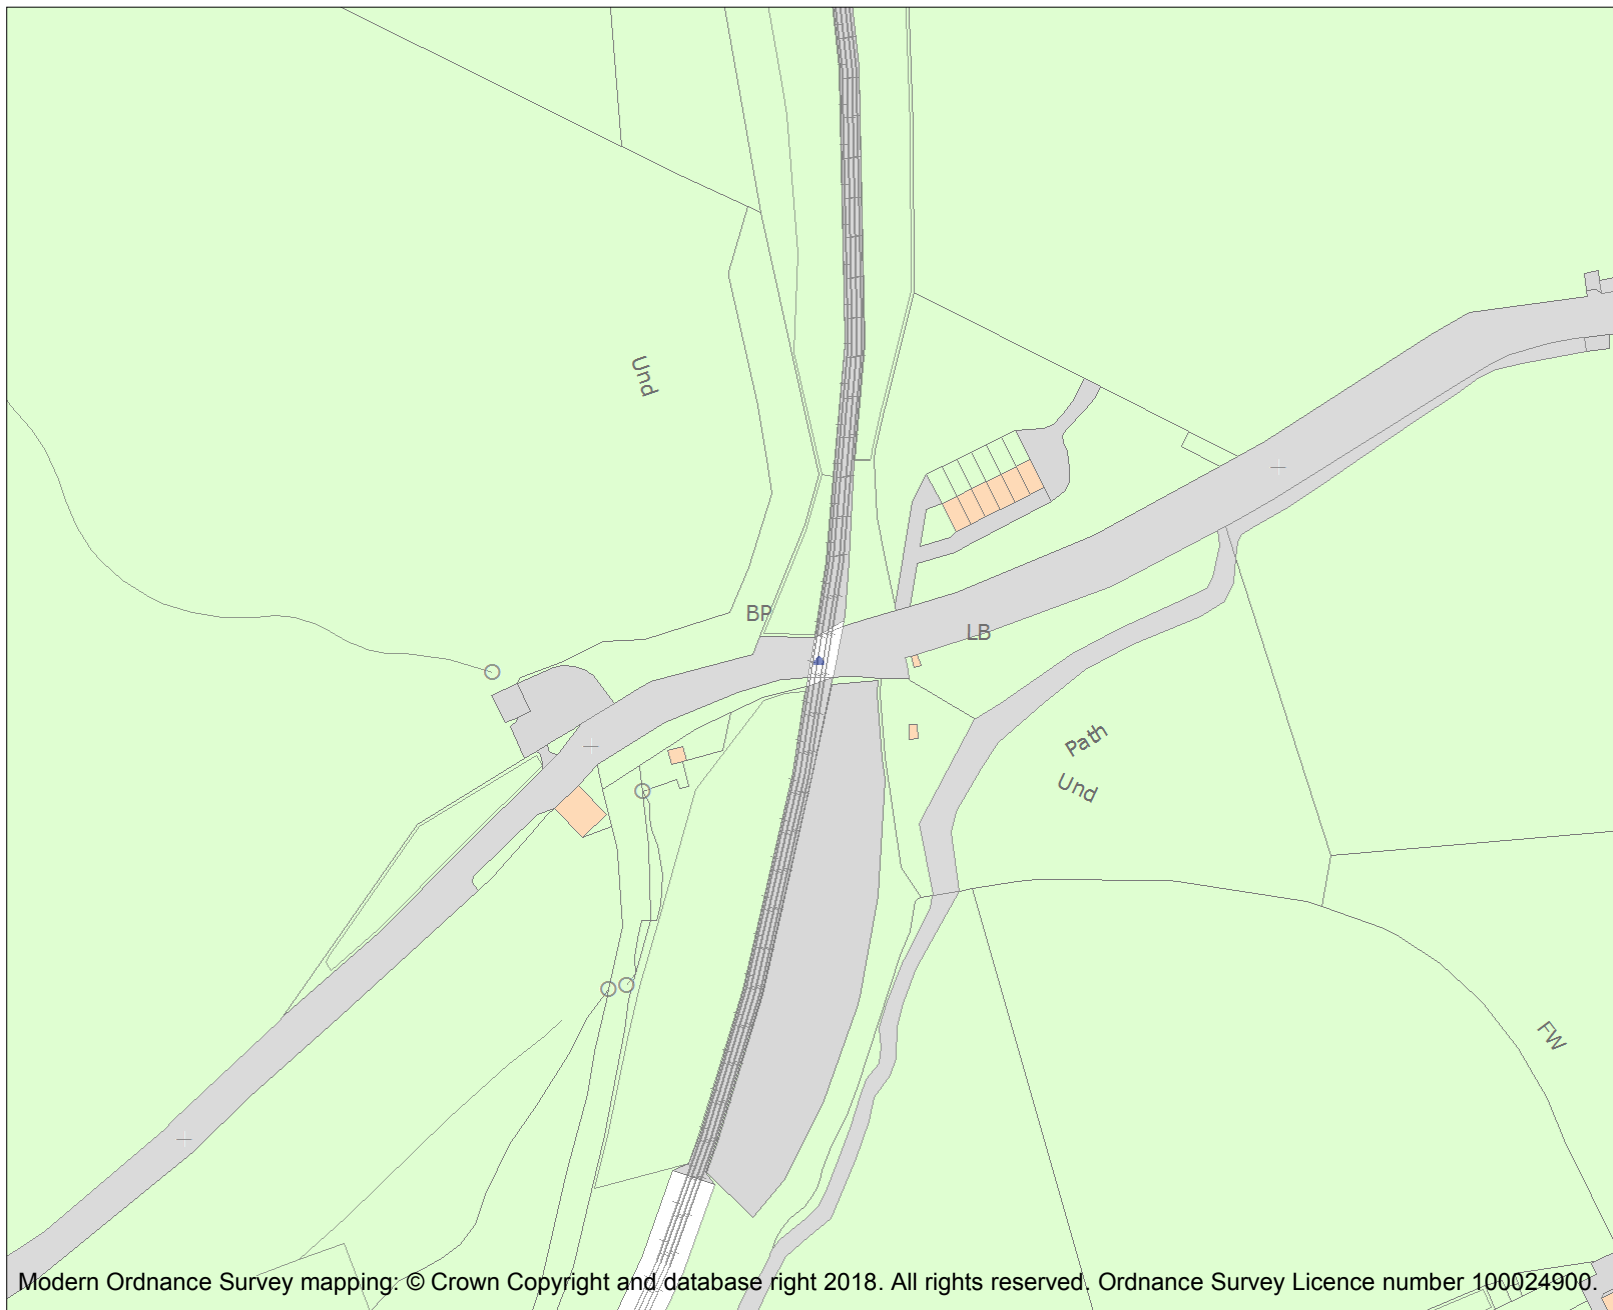 Und
BP
LB
Path
Und
FW
Modern Ordnance Survey mapping: © Crown Copyright and database right 2018. All rights reserved. Ordnance Survey Licence number 100024900.